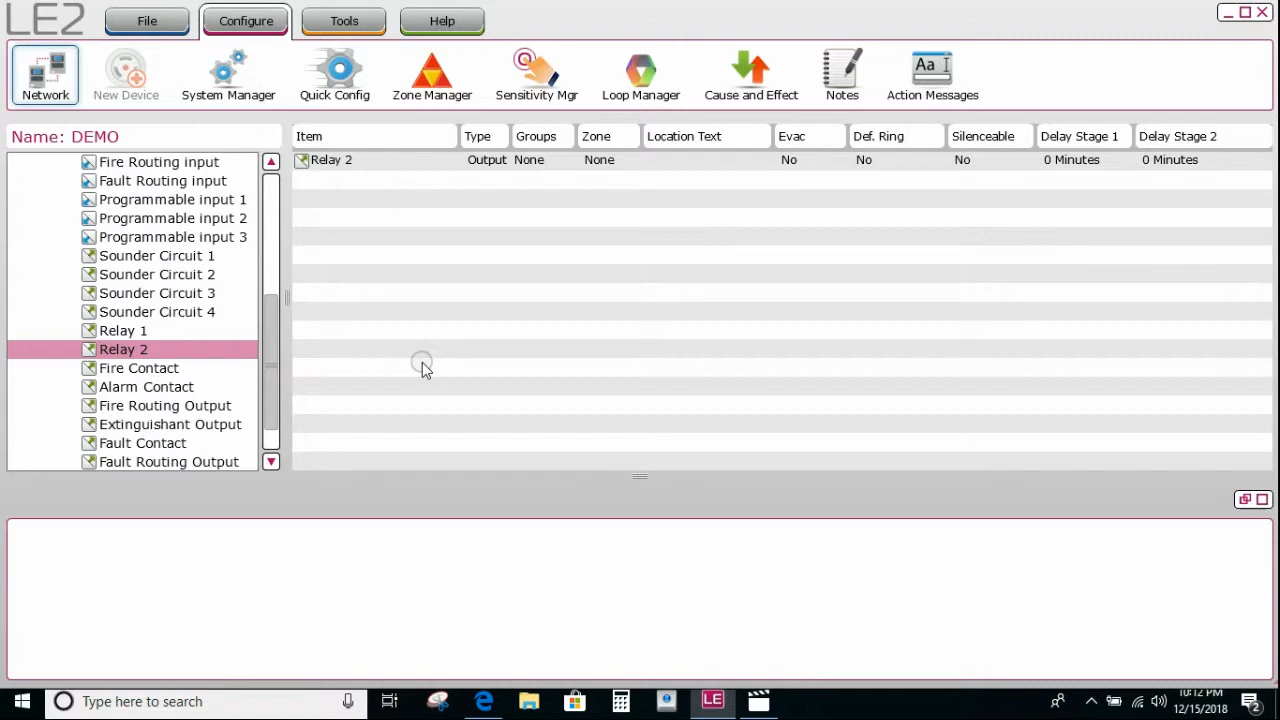 LE2
File Configure Tools Help
Network New Device System Manager Quick Config Zone Manager Sensitivity Mgr Loop Manager Cause and Effect Notes Action Messages
Name: DEMO
Item Type Groups Zone Location Text Evac Def. Ring Silenceable Delay Stage 1 Delay Stage 2
Relay 2 Output None None No No No 0 Minutes 0 Minutes
Fire Routing input
Fault Routing input
Programmable input 1
Programmable input 2
Programmable input 3
Sounder Circuit 1
Sounder Circuit 2
Sounder Circuit 3
Sounder Circuit 4
Relay 1
Relay 2
Fire Contact
Alarm Contact
Fire Routing Output
Extinguishant Output
Fault Contact
Fault Routing Output
Type here to search
LE
10:12 PM
12/15/2018
2